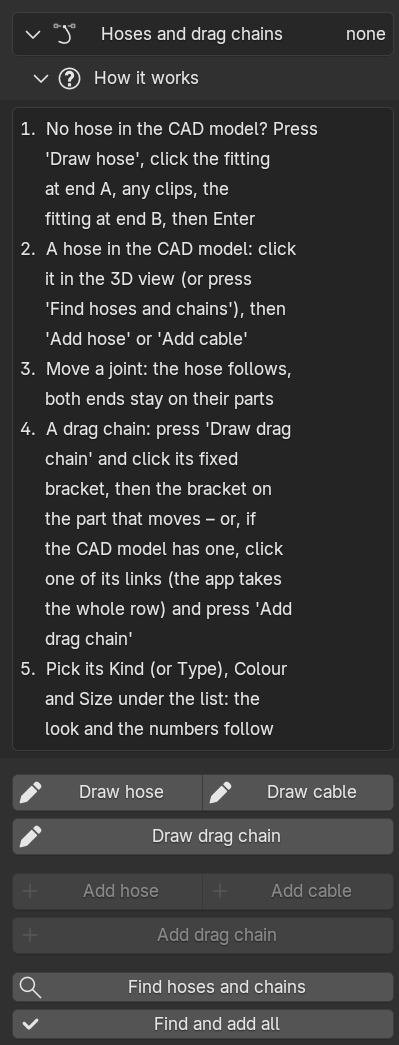 Hoses and drag chains none
How it works
1. No hose in the CAD model? Press
'Draw hose', click the fitting
at end A, any clips, the
fitting at end B, then Enter
2. A hose in the CAD model: click
it in the 3D view (or press
'Find hoses and chains'), then
'Add hose' or 'Add cable'
3. Move a joint: the hose follows,
both ends stay on their parts
4. A drag chain: press 'Draw drag
chain' and click its fixed
bracket, then the bracket on
the part that moves – or, if
the CAD model has one, click
one of its links (the app takes
the whole row) and press 'Add
drag chain'
5. Pick its Kind (or Type), Colour
and Size under the list: the
look and the numbers follow
Draw hose Draw cable
Draw drag chain
Add hose Add cable
Add drag chain
Find hoses and chains
Find and add all